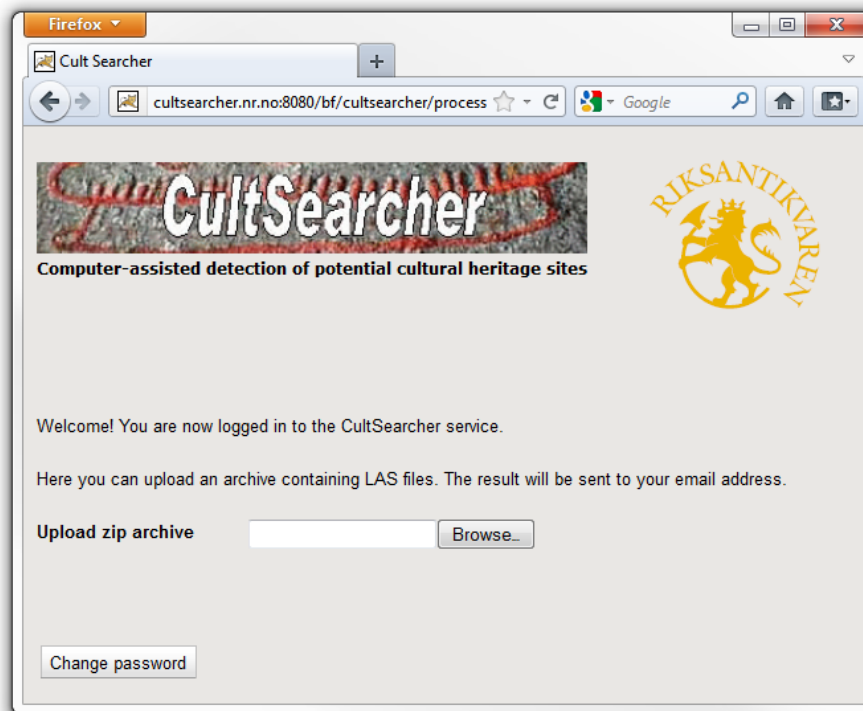 Firefox
Cult Searcher
cultsearcher.nr.no:8080/bf/cultsearcher/process
Google
CultSearcher
RIKSANTIKVAREN
Computer-assisted detection of potential cultural heritage sites
Welcome! You are now logged in to the CultSearcher service.
Here you can upload an archive containing LAS files. The result will be sent to your email address.
Upload zip archive
Browse…
Change password